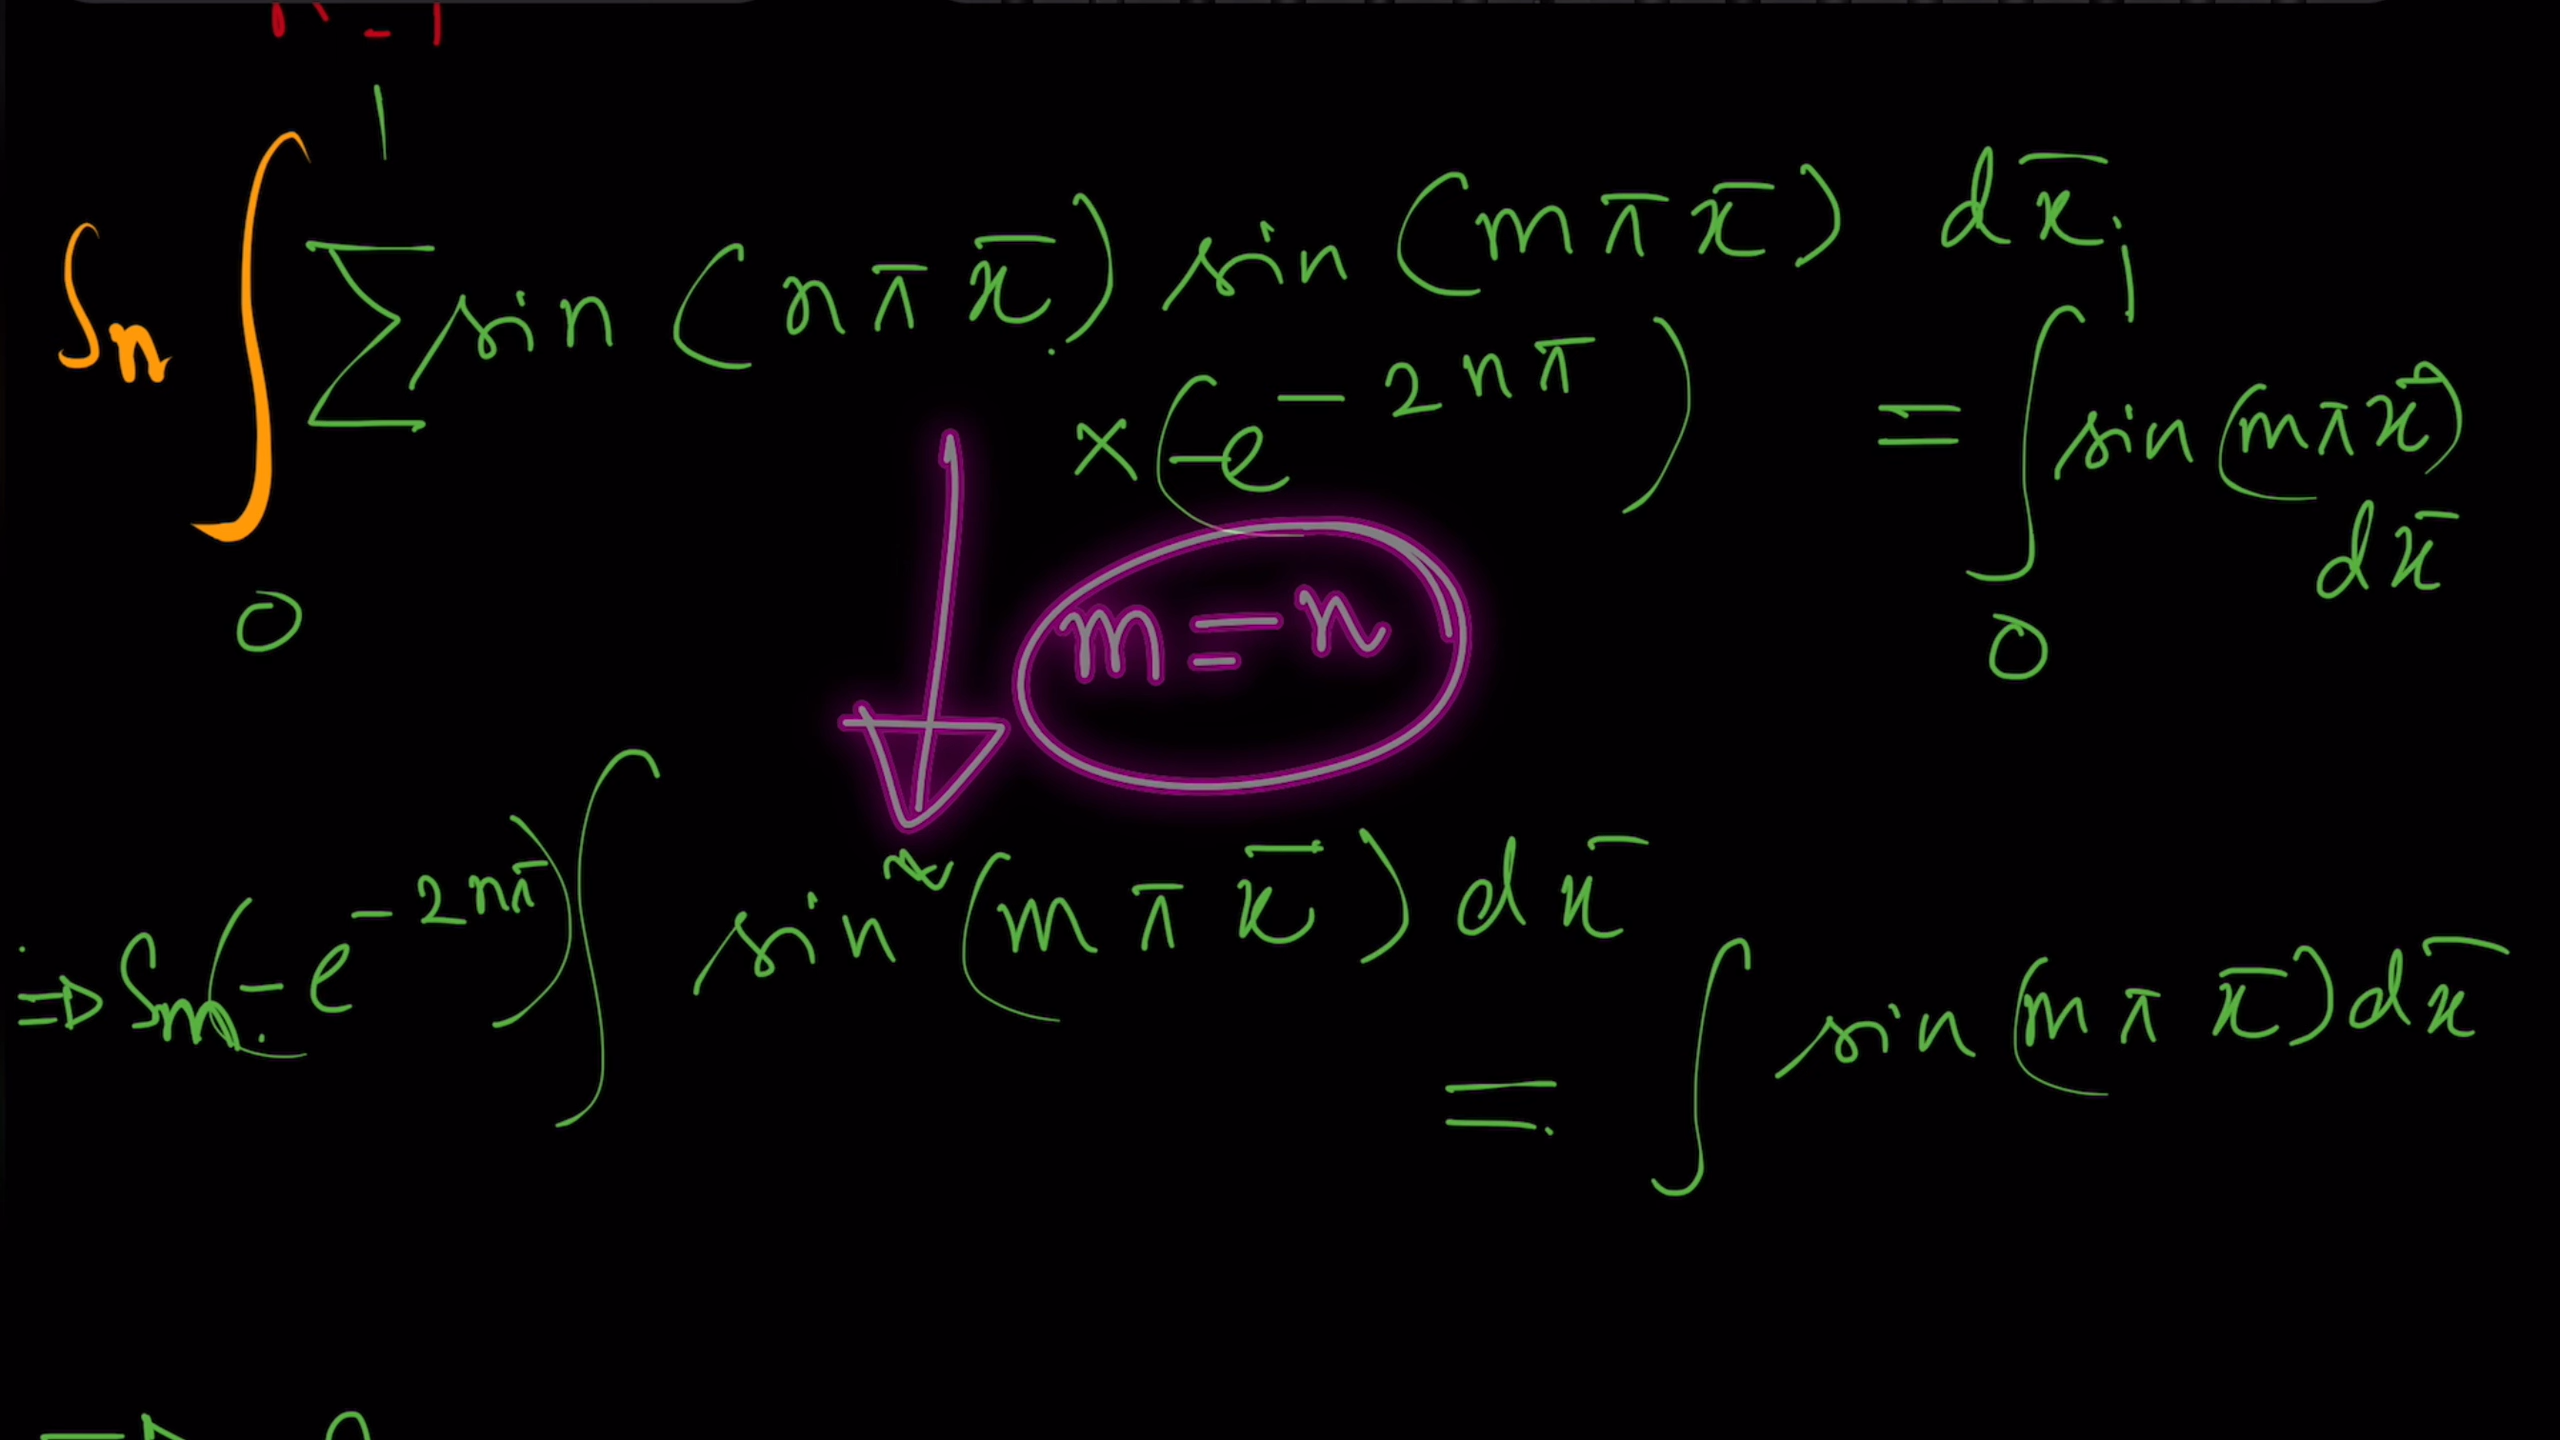 1
Sn ∫ ∑ sin (nπx̄) sin (mπx̄) dx̄
1
×(-e^{-2nπ}) = ∫ sin(mπx̄)
dx̄
0 m = n 0
⇒ Sm(-e^{-2nπ}) ∫ sin²(mπx̄) dx̄
= ∫ sin(mπx̄)dx̄